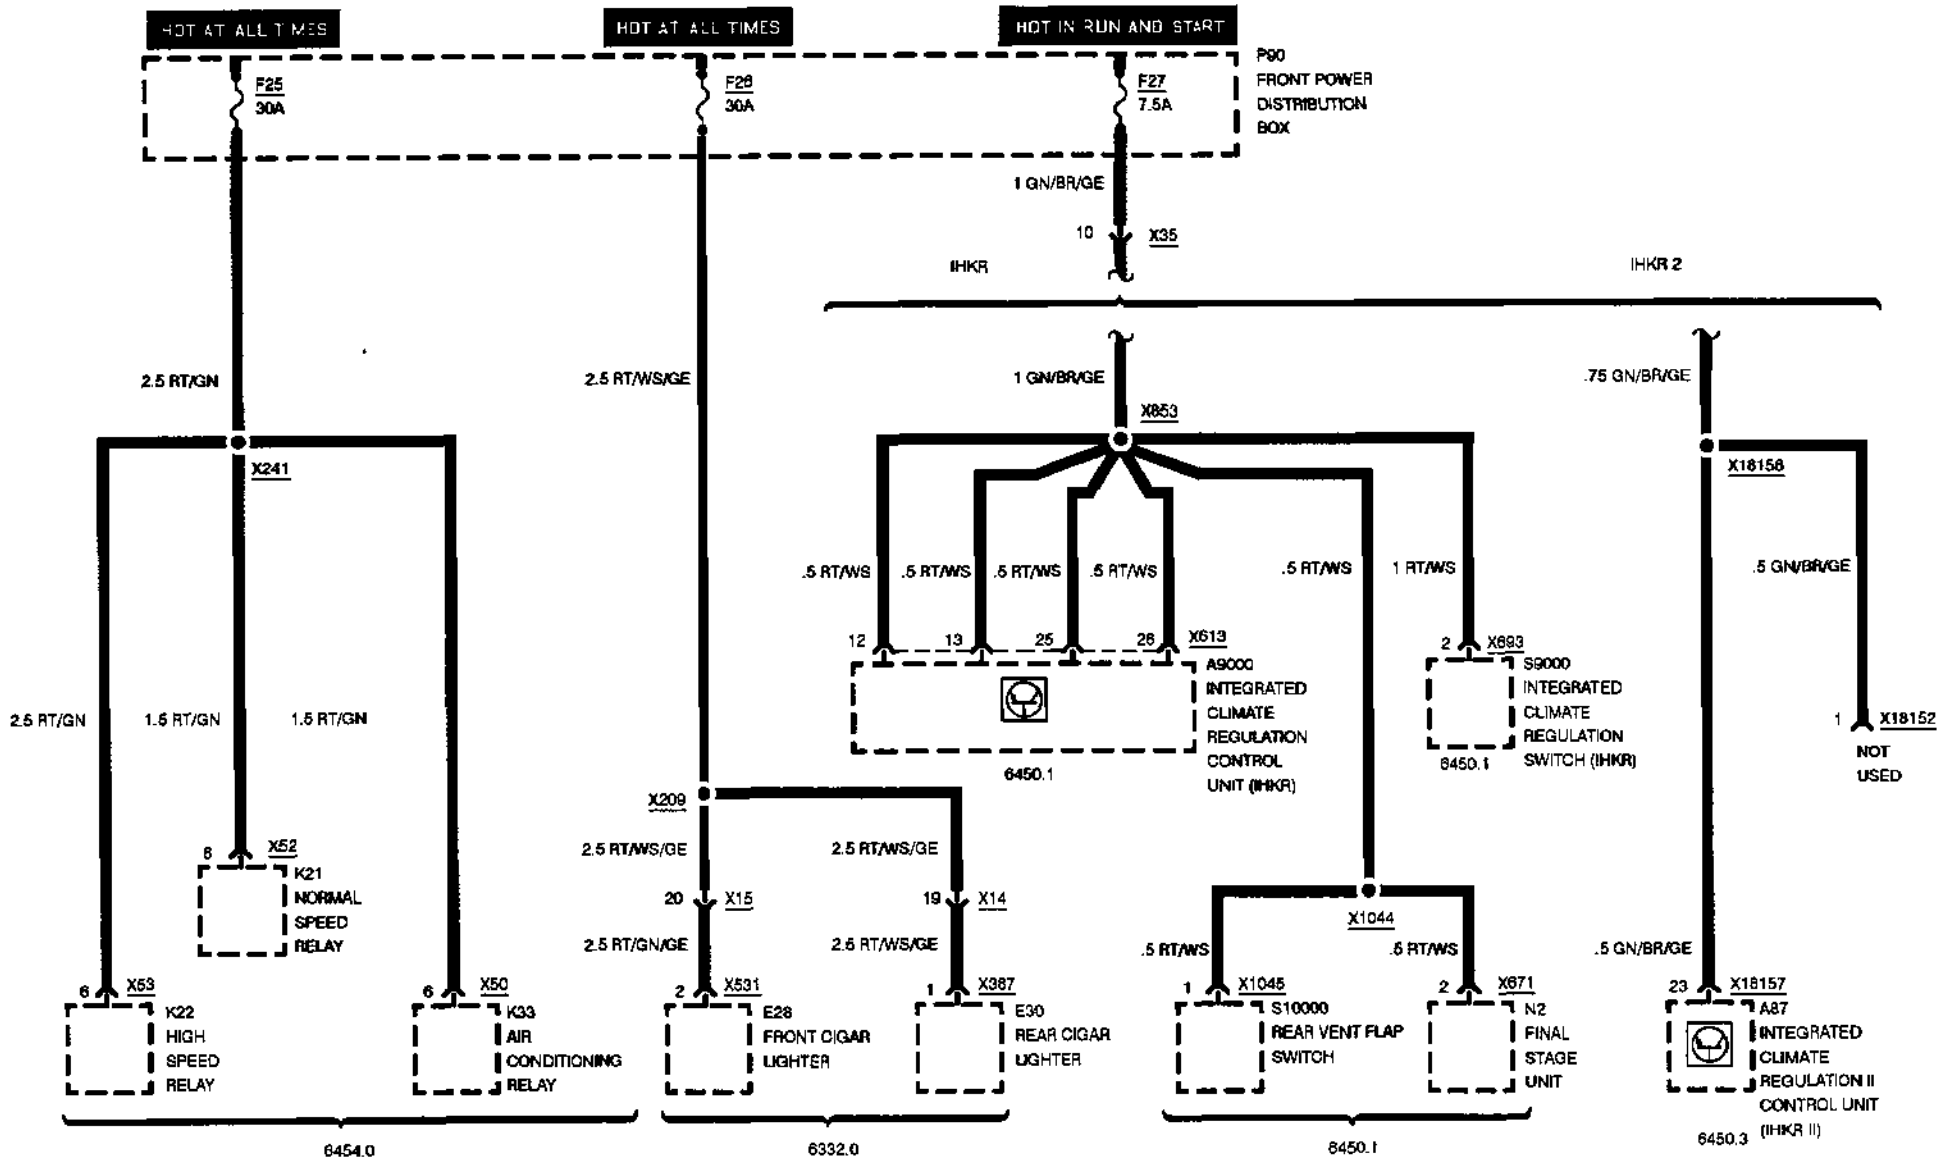 HOT AT ALL TIMES
HOT AT ALL TIMES
HOT IN RUN AND START
F25
30A
F26
30A
F27
7.5A
P90
FRONT POWER
DISTRIBUTION
BOX
1 GN/BR/GE
10
X35
IHKR
IHKR 2
2.5 RT/GN
2.5 RT/WS/GE
1 GN/BR/GE
.75 GN/BR/GE
X853
X241
X18156
.5 RT/WS
.5 RT/WS
.5 RT/WS
.5 RT/WS
.5 RT/WS
1 RT/WS
.5 GN/BR/GE
12
13
25
26
X613
2
X693
A9000
INTEGRATED
CLIMATE
REGULATION
CONTROL
UNIT (IHKR)
6450.1
S9000
INTEGRATED
CLIMATE
REGULATION
SWITCH (IHKR)
6450.1
2.5 RT/GN
1.5 RT/GN
1.5 RT/GN
1
X18152
NOT
USED
X209
2.5 RT/WS/GE
2.5 RT/WS/GE
6
X52
K21
NORMAL
SPEED
RELAY
20
X15
19
X14
X1044
2.5 RT/GN/GE
2.5 RT/WS/GE
.5 RT/WS
.5 RT/WS
.5 GN/BR/GE
6
X53
K22
HIGH
SPEED
RELAY
6
X50
K33
AIR
CONDITIONING
RELAY
2
X531
E28
FRONT CIGAR
LIGHTER
1
X387
E30
REAR CIGAR
LIGHTER
1
X1045
S10000
REAR VENT FLAP
SWITCH
2
X671
N2
FINAL
STAGE
UNIT
23
X18157
A87
INTEGRATED
CLIMATE
REGULATION II
CONTROL UNIT
(IHKR II)
6454.0
6332.0
6450.1
6450.3